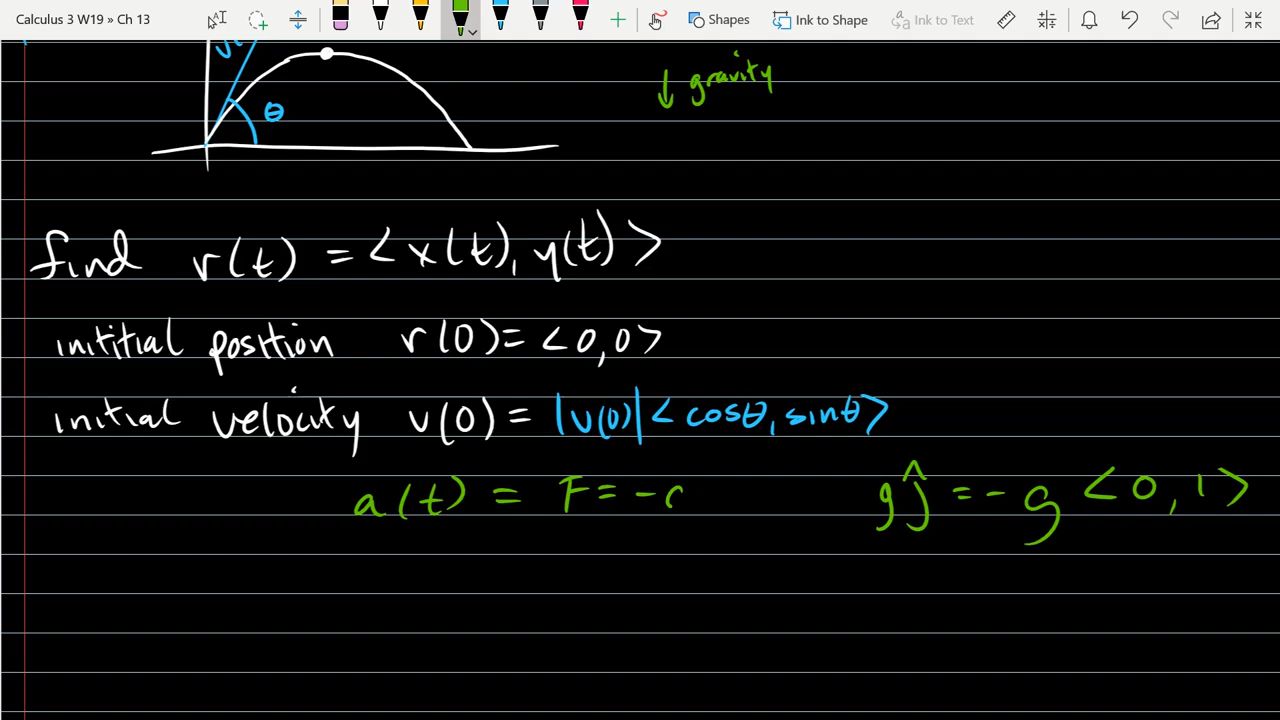 Calculus 3 W19 » Ch 13
Shapes
Ink to Shape
Ink to Text
θ
↓ gravity
find r(t) = < x(t), y(t) >
initital position r(0) = < 0, 0 >
initial velocity v(0) = |v(0)| < cosθ, sinθ >
a(t) = F = - gĵ = - g < 0, 1 >